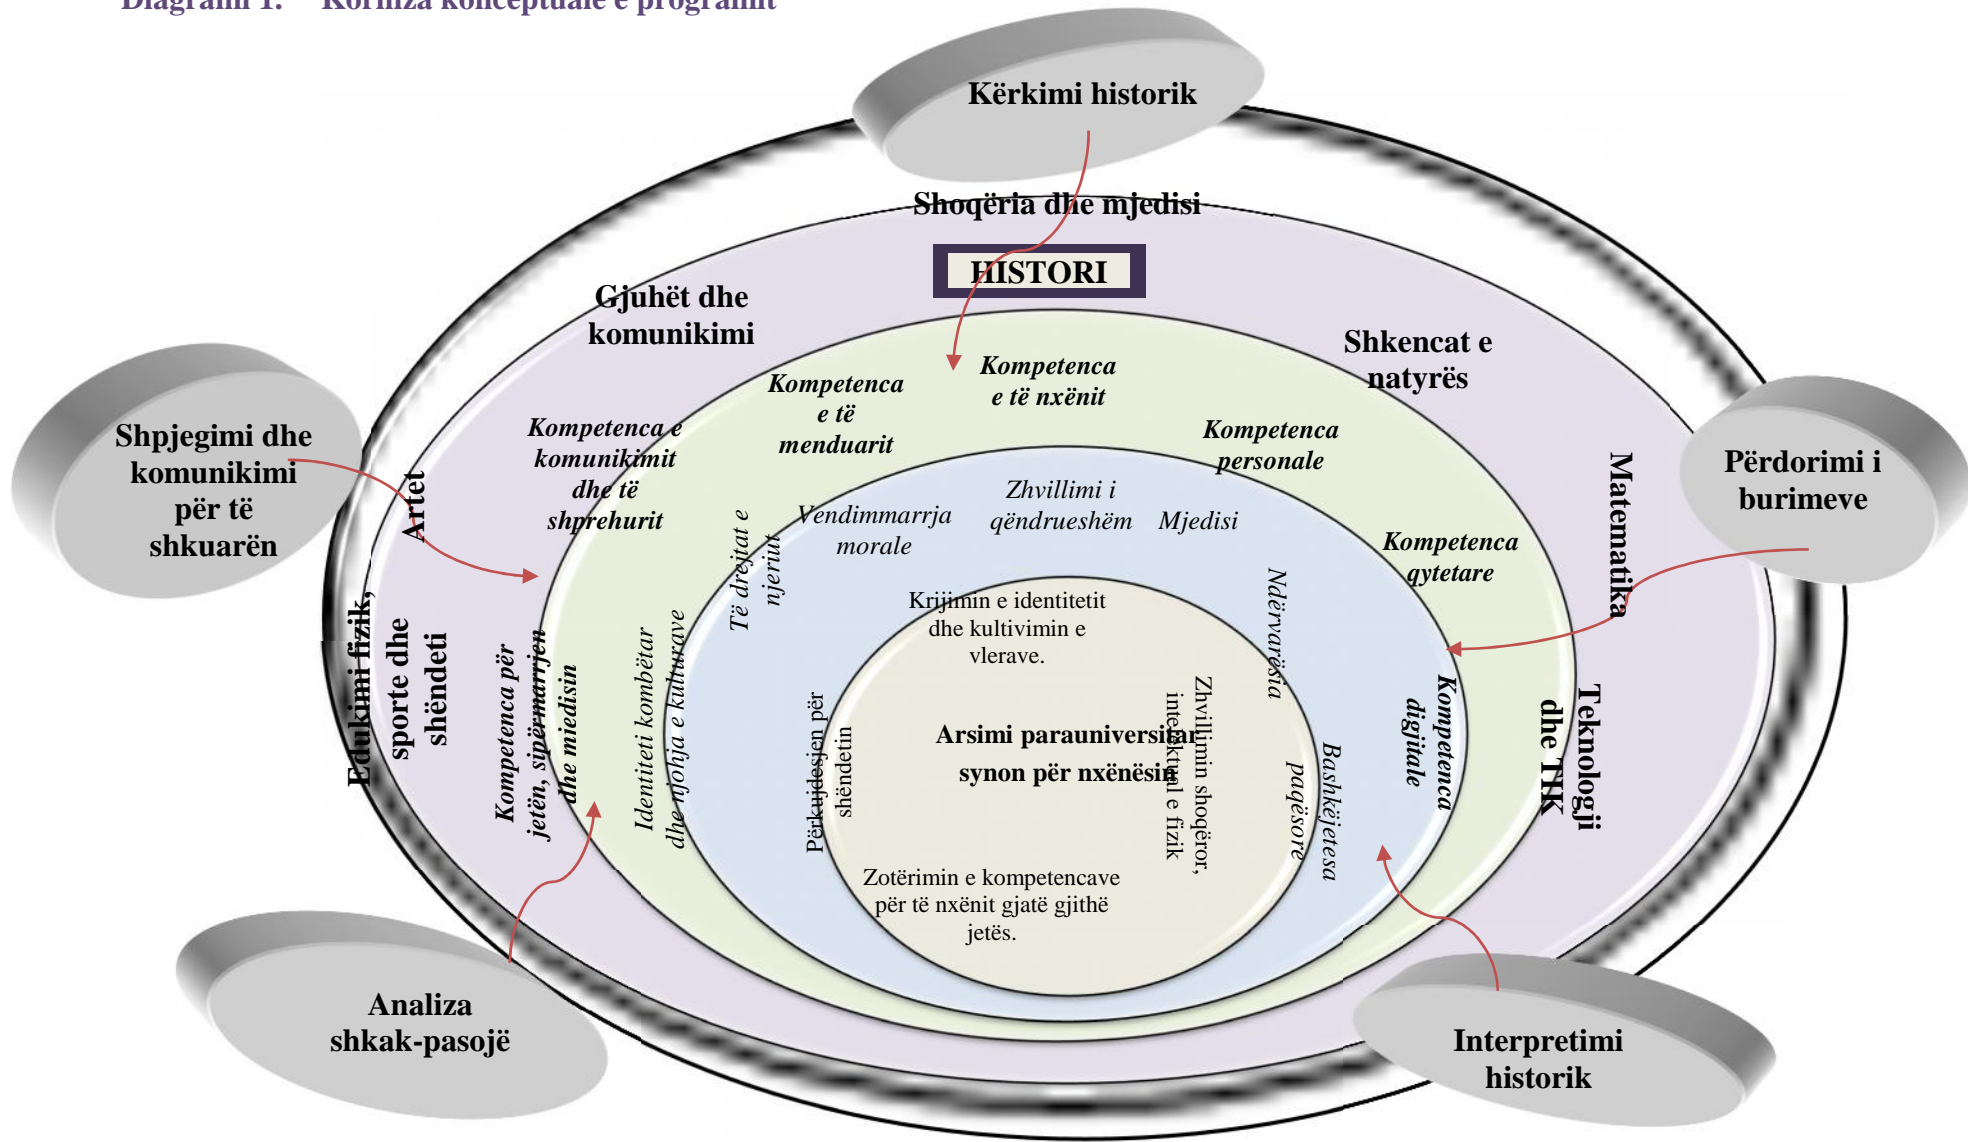 Diagrami 1. Korniza konceptuale e programit
Kërkimi historik
Shoqëria dhe mjedisi
HISTORI
Gjuhët dhe
komunikimi
Shkencat e
natyrës
Matematika
Teknologji
dhe TIK
Artet
Edukimi fizik,
sporte dhe
shëndeti
Shpjegimi dhe
komunikimi
për të
shkuarën
Përdorimi i
burimeve
Kompetenca e
komunikimit
dhe të
shprehurit
Kompetenca
e të
menduarit
Kompetenca
e të nxënit
Kompetenca
personale
Kompetenca
qytetare
Kompetenca
digjitale
Kompetenca për
jetën, sipërmarrjen
dhe mjedisin
Identiteti kombëtar
dhe njohja e kulturave
Të drejtat e
njeriut
Vendimmarrja
morale
Zhvillimi i
qëndrueshëm
Mjedisi
Ndërvarësia
Bashkëjetesa
paqësore
Krijimin e identitetit
dhe kultivimin e
vlerave.
Përkujdesjen për
shëndetin
Arsimi parauniversitar
synon për nxënësin
Zhvillimin shoqëror,
intelektual e fizik
Zotërimin e kompetencave
për të nxënit gjatë gjithë
jetës.
Analiza
shkak-pasojë
Interpretimi
historik